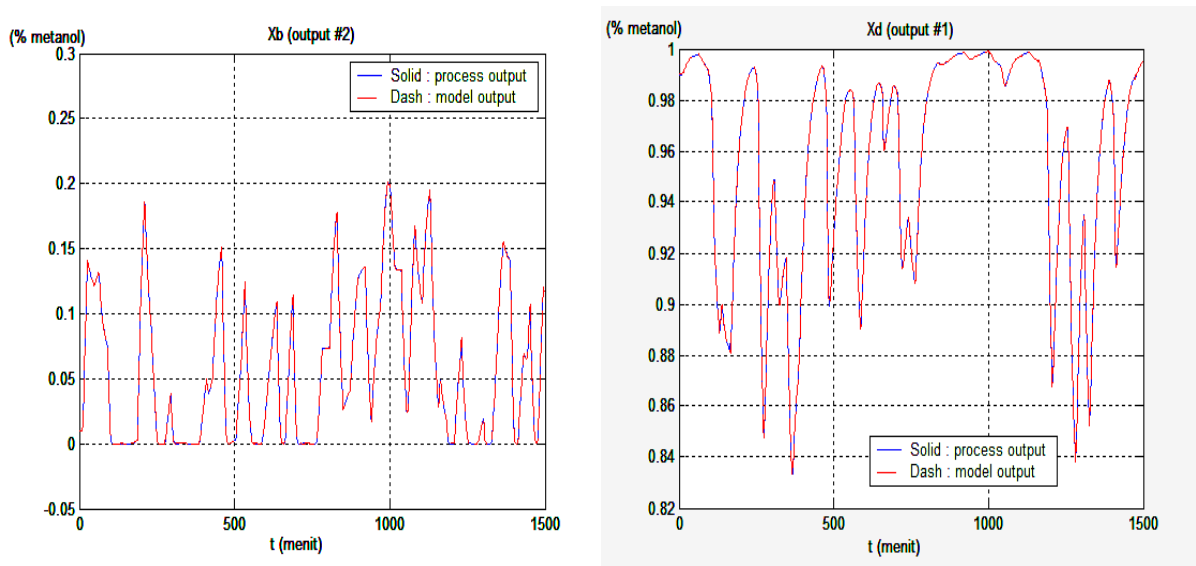 (% metanol)
Xb (output #2)
0.3
0.25
0.2
0.15
0.1
0.05
0
-0.05
Solid : process output
Dash : model output
0
500
1000
1500
t (menit)
(% metanol)
Xd (output #1)
1
0.98
0.96
0.94
0.92
0.9
0.88
0.86
0.84
0.82
Solid : process output
Dash : model output
0
500
1000
1500
t (menit)